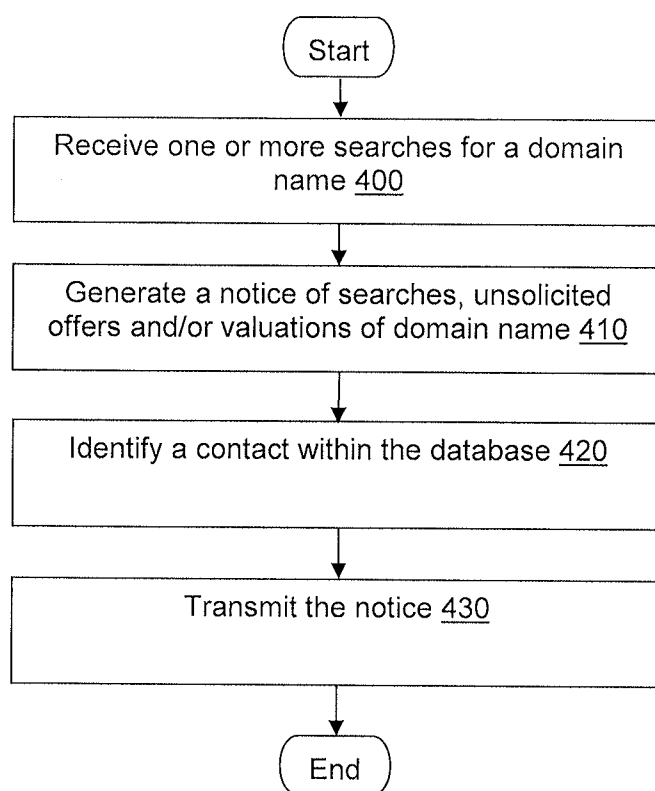 Start
Receive one or more searches for a domain
name 400
Generate a notice of searches, unsolicited
offers and/or valuations of domain name 410
Identify a contact within the database 420
Transmit the notice 430
End